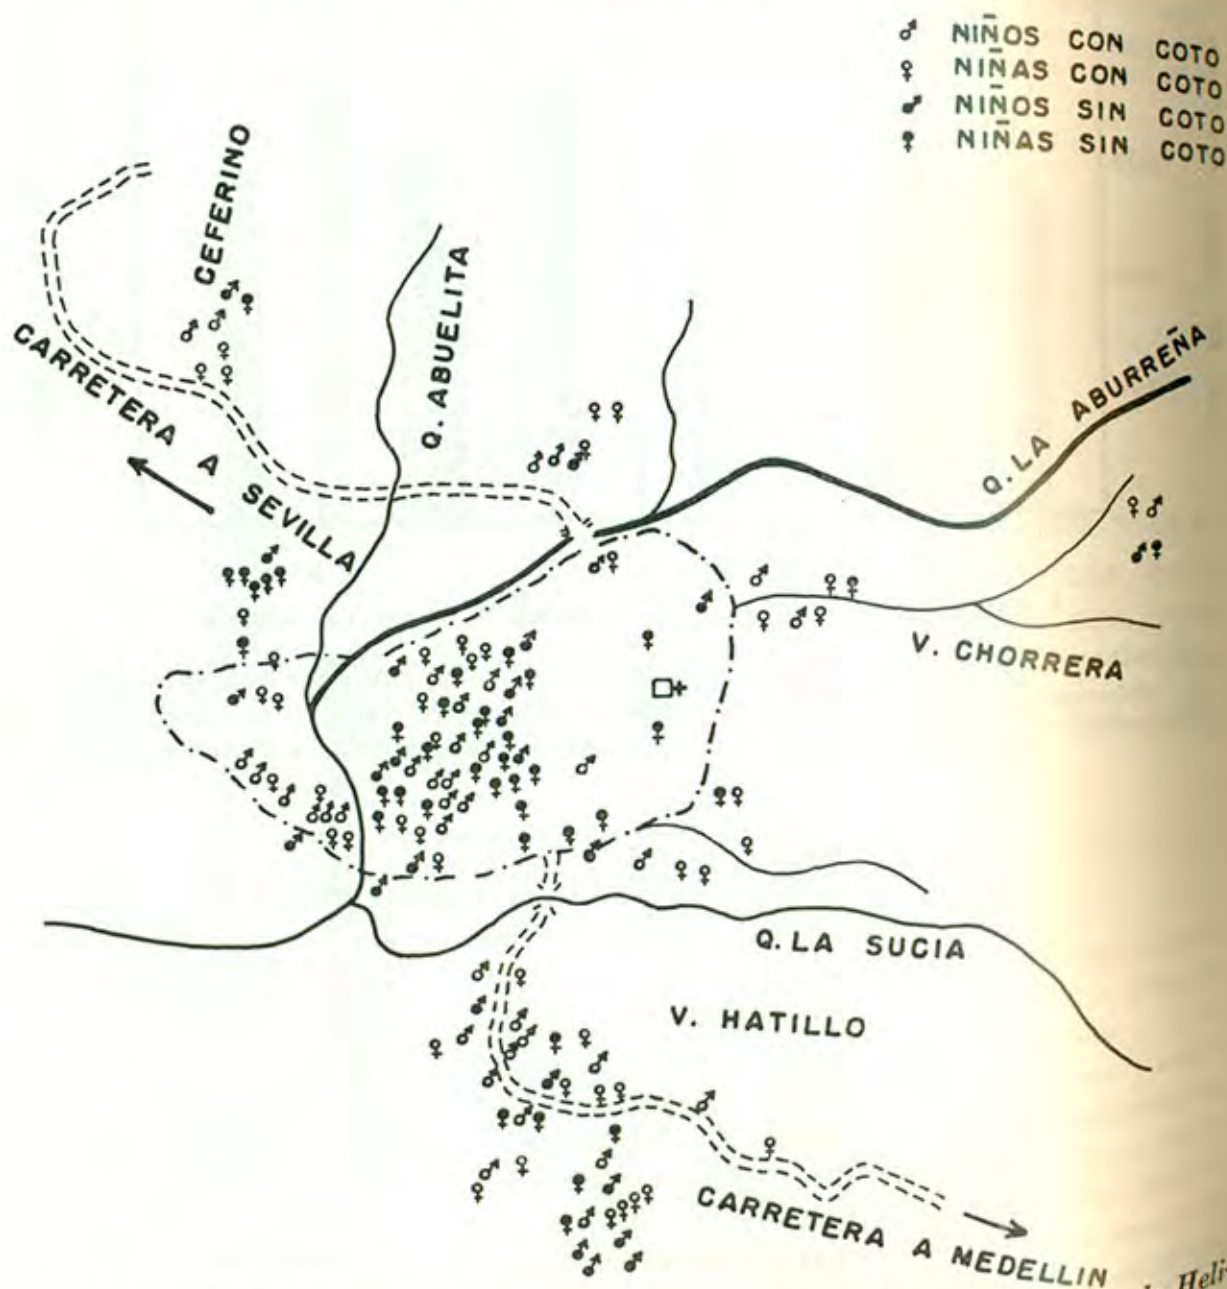 ♂ NIÑOS CON COTO
♀ NIÑAS CON COTO
♂ NIÑOS SIN COTO
♀ NIÑAS SIN COTO
CEFERINO
Q. ABUELITA
CARRETERA A SEVILLA
Q. LA ABURREÑA
V. CHORRERA
Q. LA SUCIA
V. HATILLO
CARRETERA A MEDELLIN